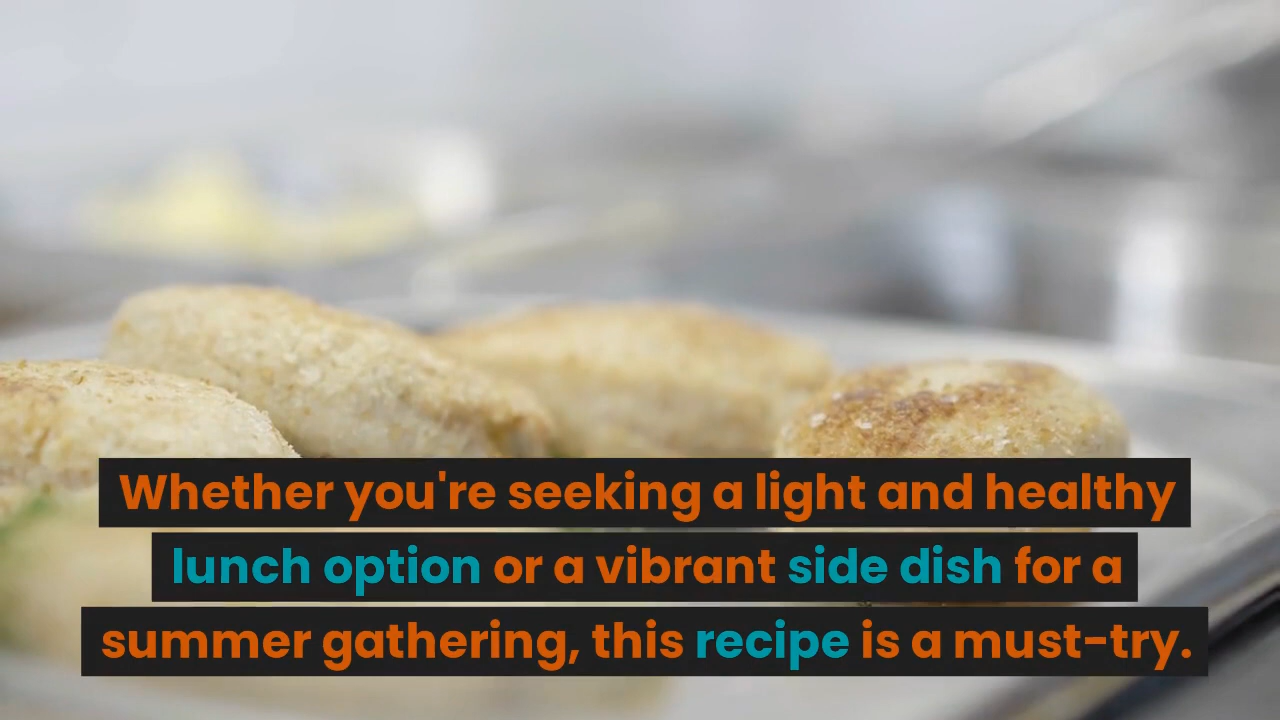 Whether you're seeking a light and healthy
lunch option or a vibrant side dish for a
summer gathering, this recipe is a must-try.